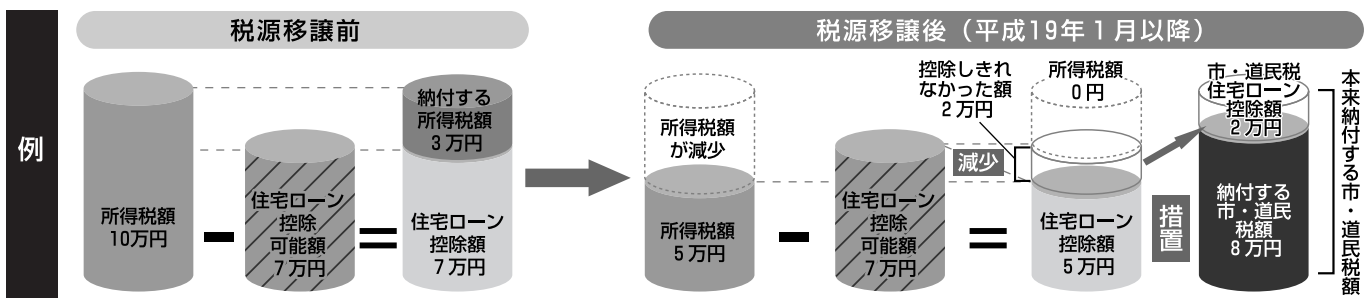 例
税源移譲前
所得税額
10万円
住宅ローン
控除
可能額
7万円
納付する
所得税額
3万円
住宅ローン
控除額
7万円
税源移譲後(平成19年1月以降)
所得税額
が減少
所得税額
5万円
住宅ローン
控除
可能額
7万円
減少
控除しきれ
なかった額
2万円
所得税額
0円
住宅ローン
控除額
5万円
措置
市・道民税
住宅ローン
控除額
2万円
納付する
市・道民
税額
8万円
本来納付する市・道民税額